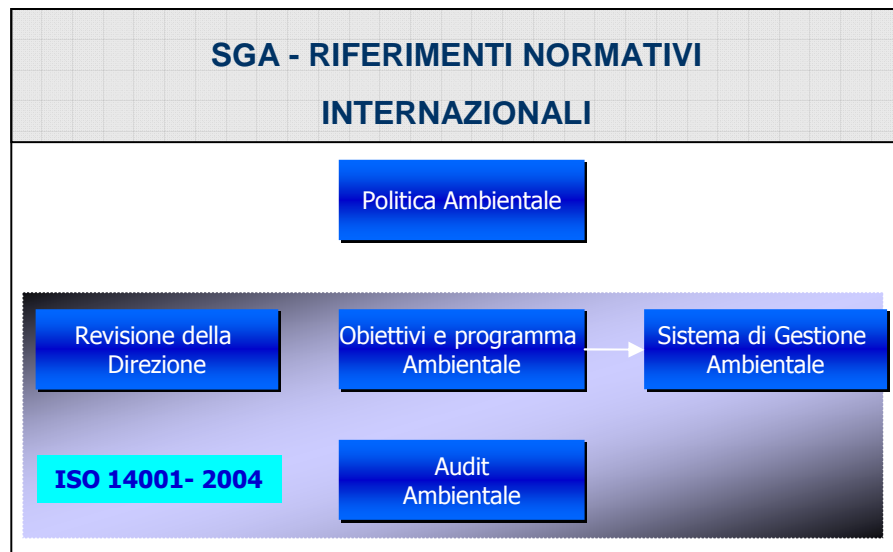 SGA - RIFERIMENTI NORMATIVI
INTERNAZIONALI
Politica Ambientale
Revisione della
Direzione
Obiettivi e programma
Ambientale
Sistema di Gestione
Ambientale
ISO 14001- 2004
Audit
Ambientale